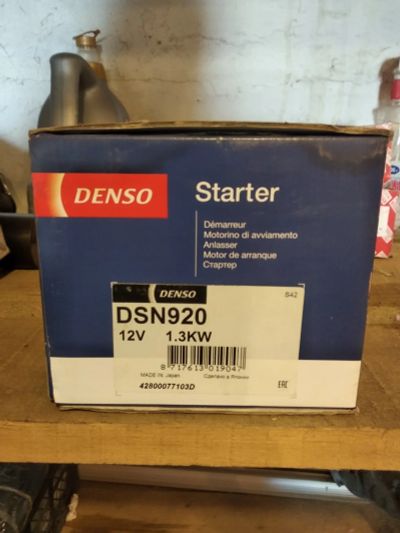 DENSO
Starter
Démarreur
Motorino di avviamento
Anlasser
Motor de arranque
Стартер
DENSO
S42
DSN920
12V 1.3KW
8 717613 019047
MADE IN: Japan Сделано в Японии
42800077103D
EAC